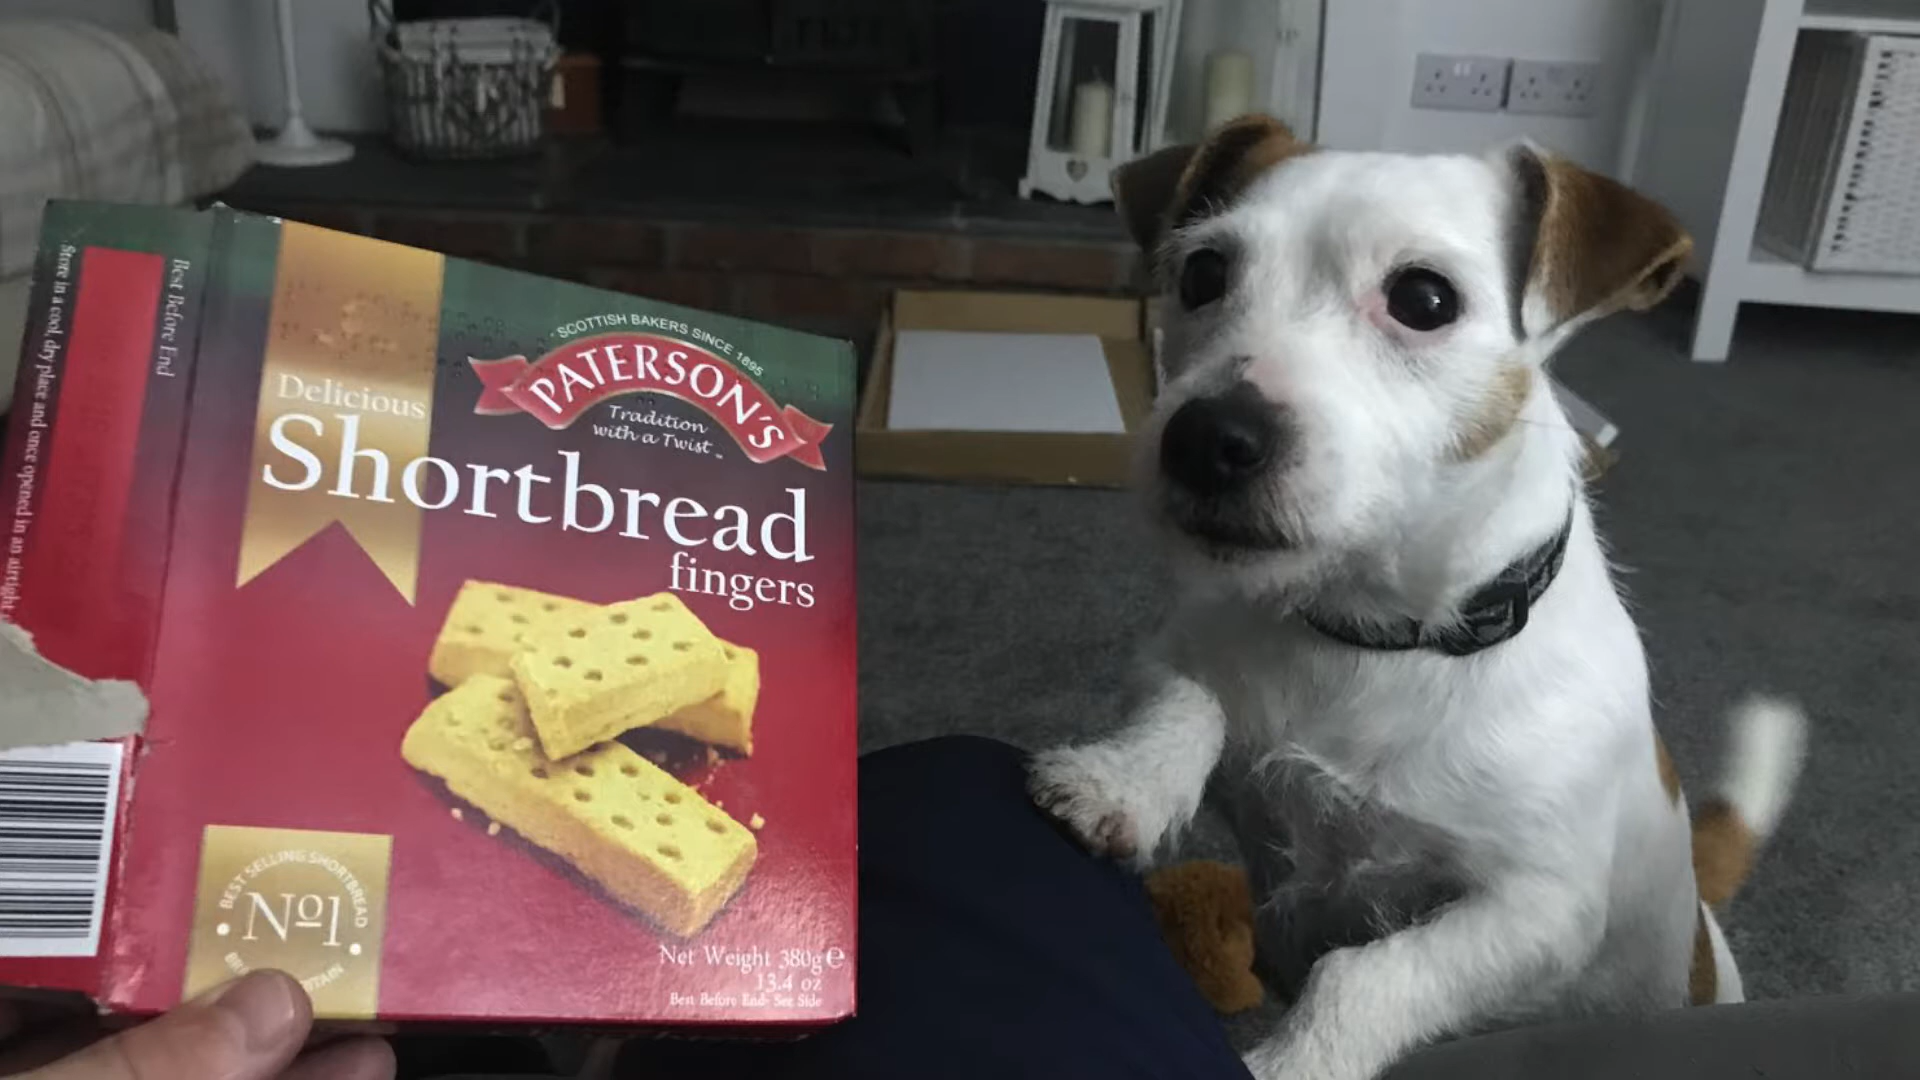 Best Before End
Store in a cool, dry place and once opened in an airtight
SCOTTISH BAKERS SINCE 1895
PATERSON'S
Tradition
with a Twist ™
Delicious
Shortbread
fingers
BEST SELLING SHORTBREAD
Nº1
Net Weight 380g℮
13.4 oz
Best Before End- See Side